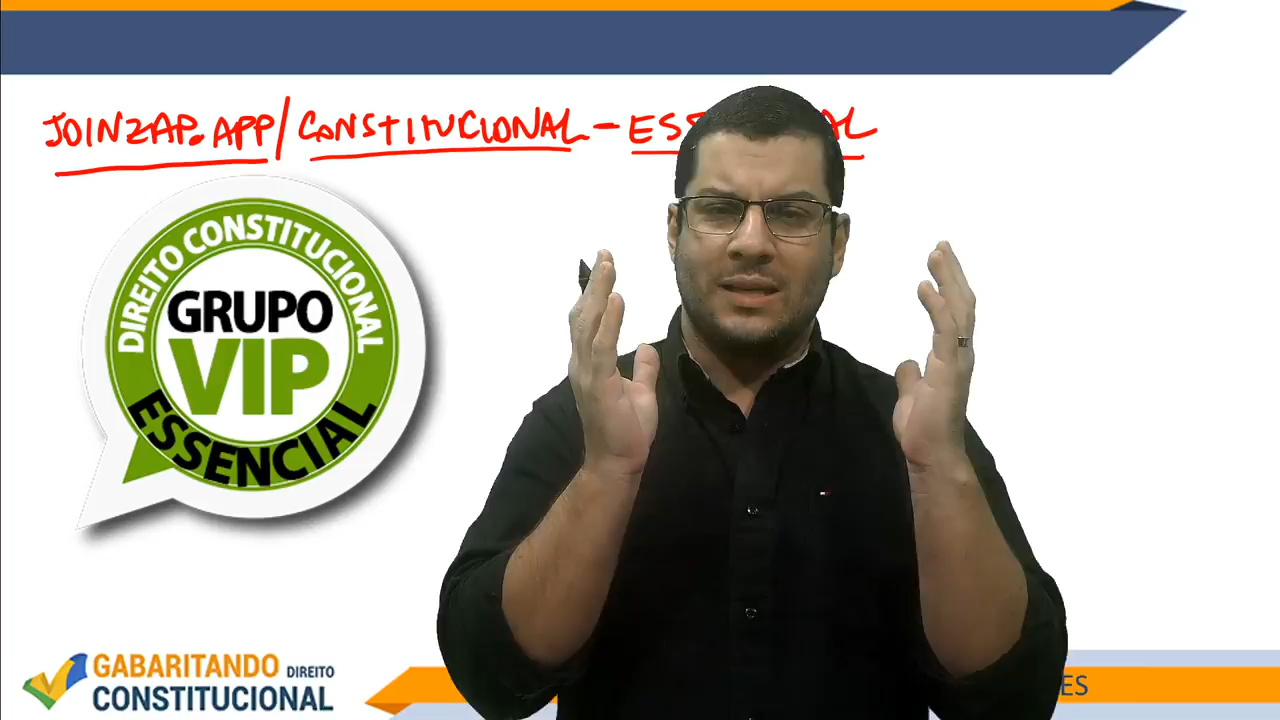 JOINZAP.APP/CONSTITUCIONAL-
DIREITO CONSTITUCIONAL
GRUPO
VIP
ESSENCIAL
GABARITANDO DIREITO
CONSTITUCIONAL